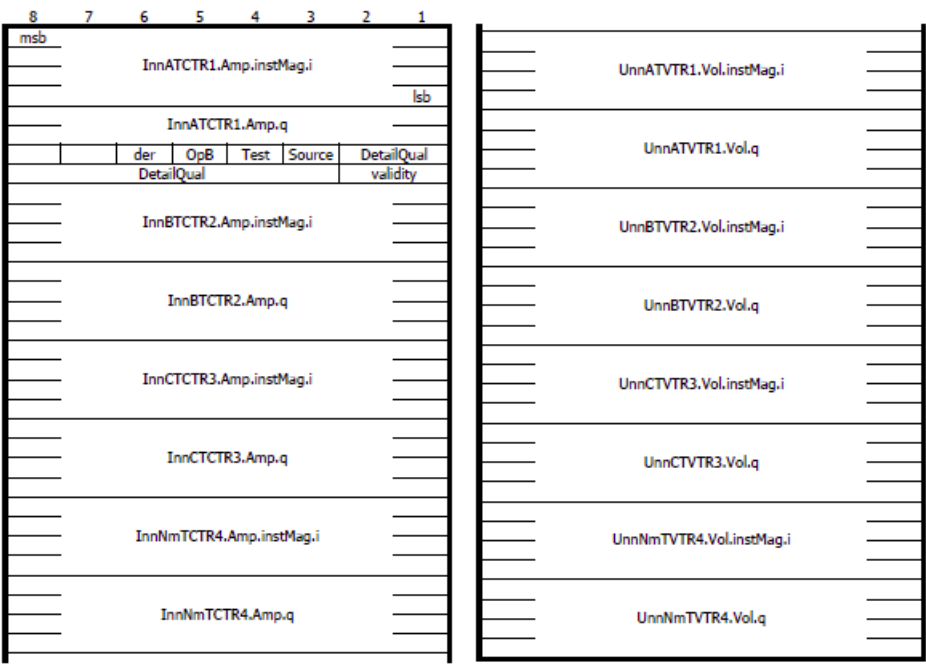 8 7 6 5 4 3 2 1
msb
InnATCTR1.Amp.instMag.i
lsb
InnATCTR1.Amp.q
der OpB Test Source DetailQual
DetailQual validity
InnBTCTR2.Amp.instMag.i
InnBTCTR2.Amp.q
InnCTCTR3.Amp.instMag.i
InnCTCTR3.Amp.q
InnNmTCTR4.Amp.instMag.i
InnNmTCTR4.Amp.q
UnnATVTR1.Vol.instMag.i
UnnATVTR1.Vol.q
UnnBTVTR2.Vol.instMag.i
UnnBTVTR2.Vol.q
UnnCTVTR3.Vol.instMag.i
UnnCTVTR3.Vol.q
UnnNmTVTR4.Vol.instMag.i
UnnNmTVTR4.Vol.q